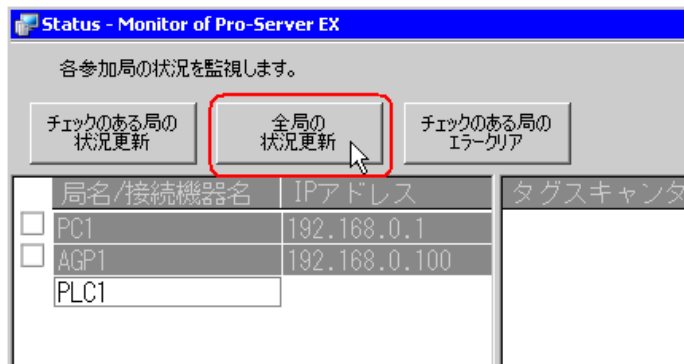 Status - Monitor of Pro-Server EX
各参加局の状況を監視します。
チェックのある局の
状況更新
全局の
状況更新
チェックのある局の
エラークリア
局名/接続機器名 IPアドレス タグスキャンタ
PC1 192.168.0.1
AGP1 192.168.0.100
PLC1